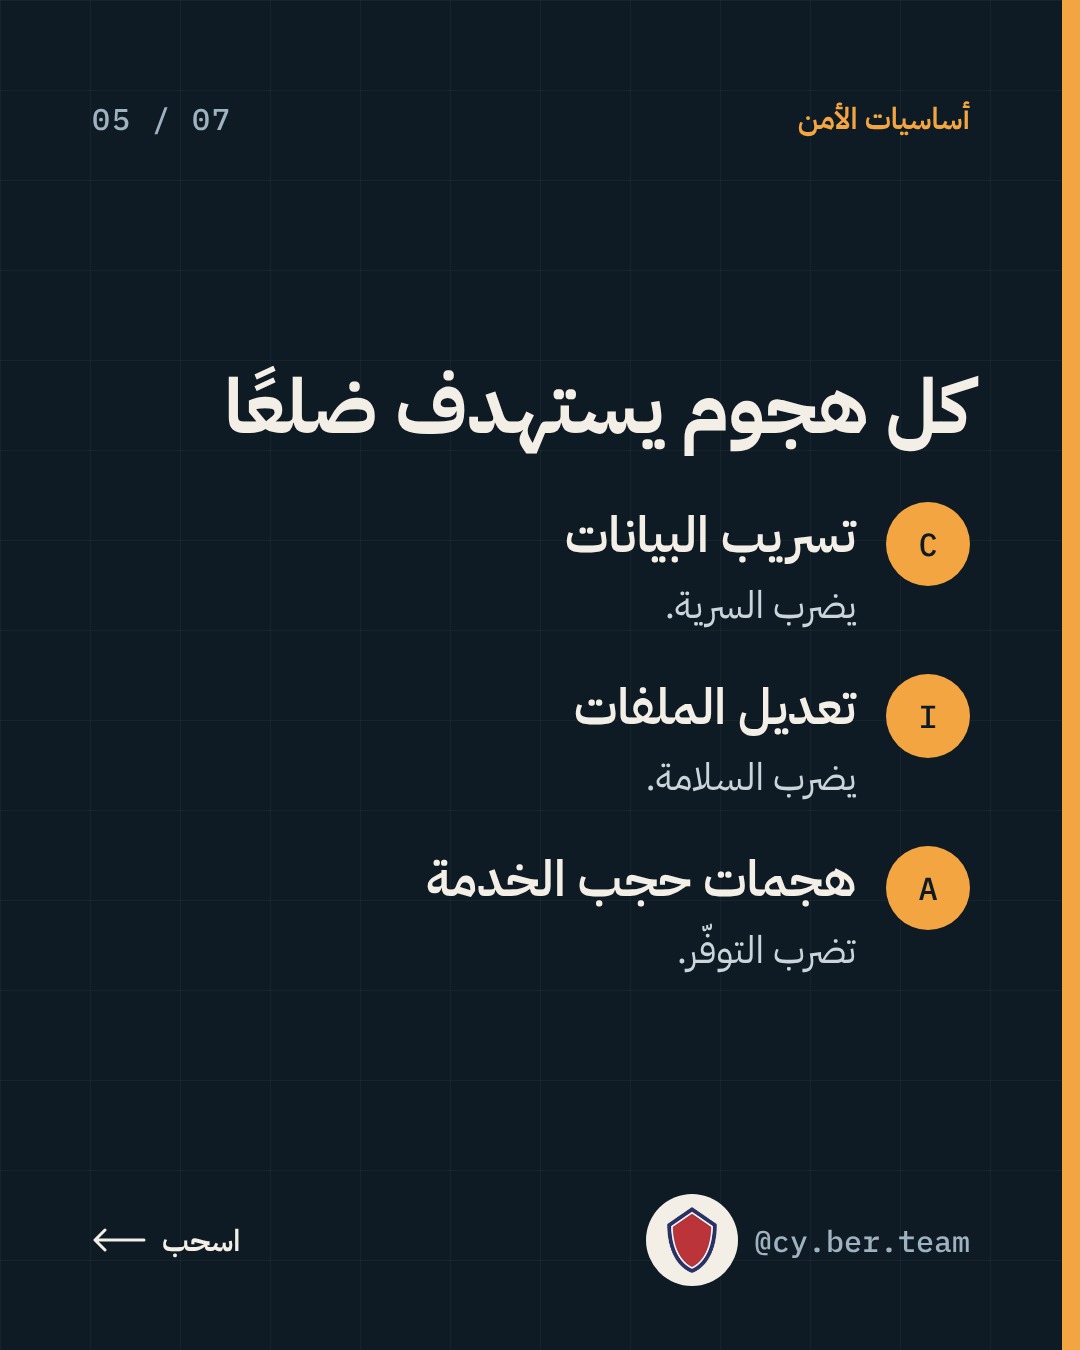 أساسيات الأمن
05 / 07
كل هجوم يستهدف ضلعًا
C
تسريب البيانات
يضرب السرية.
I
تعديل الملفات
يضرب السلامة.
A
هجمات حجب الخدمة
تضرب التوفّر.
@cy.ber.team
اسحب